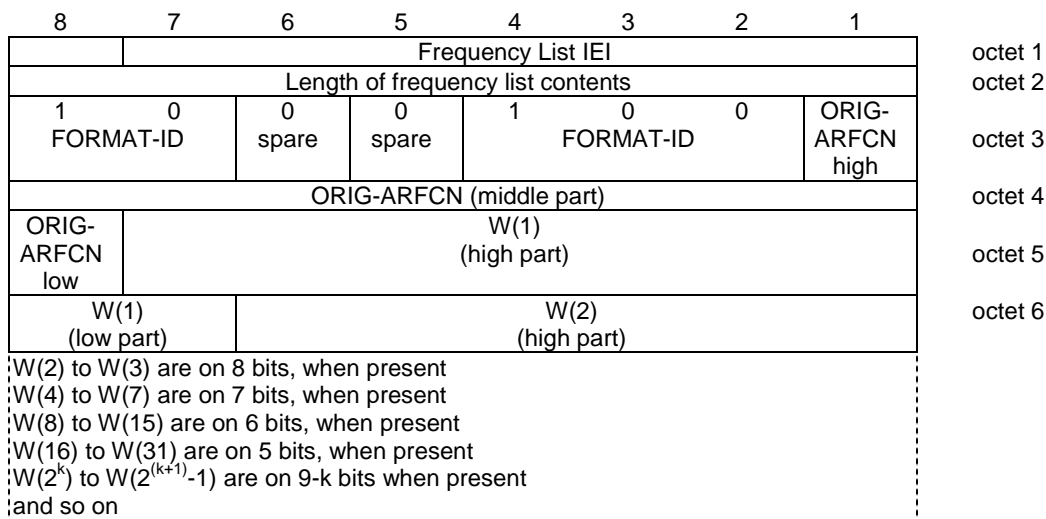 8 7 6 5 4 3 2 1
Frequency List IEI octet 1
Length of frequency list contents octet 2
1 0 0 0 1 0 0 ORIG-
FORMAT-ID spare spare FORMAT-ID ARFCN octet 3
high
ORIG-ARFCN (middle part) octet 4
ORIG- W(1)
ARFCN (high part) octet 5
low
W(1) W(2) octet 6
(low part) (high part)
W(2) to W(3) are on 8 bits, when present
W(4) to W(7) are on 7 bits, when present
W(8) to W(15) are on 6 bits, when present
W(16) to W(31) are on 5 bits, when present
W(2^k) to W(2^(k+1)-1) are on 9-k bits when present
and so on